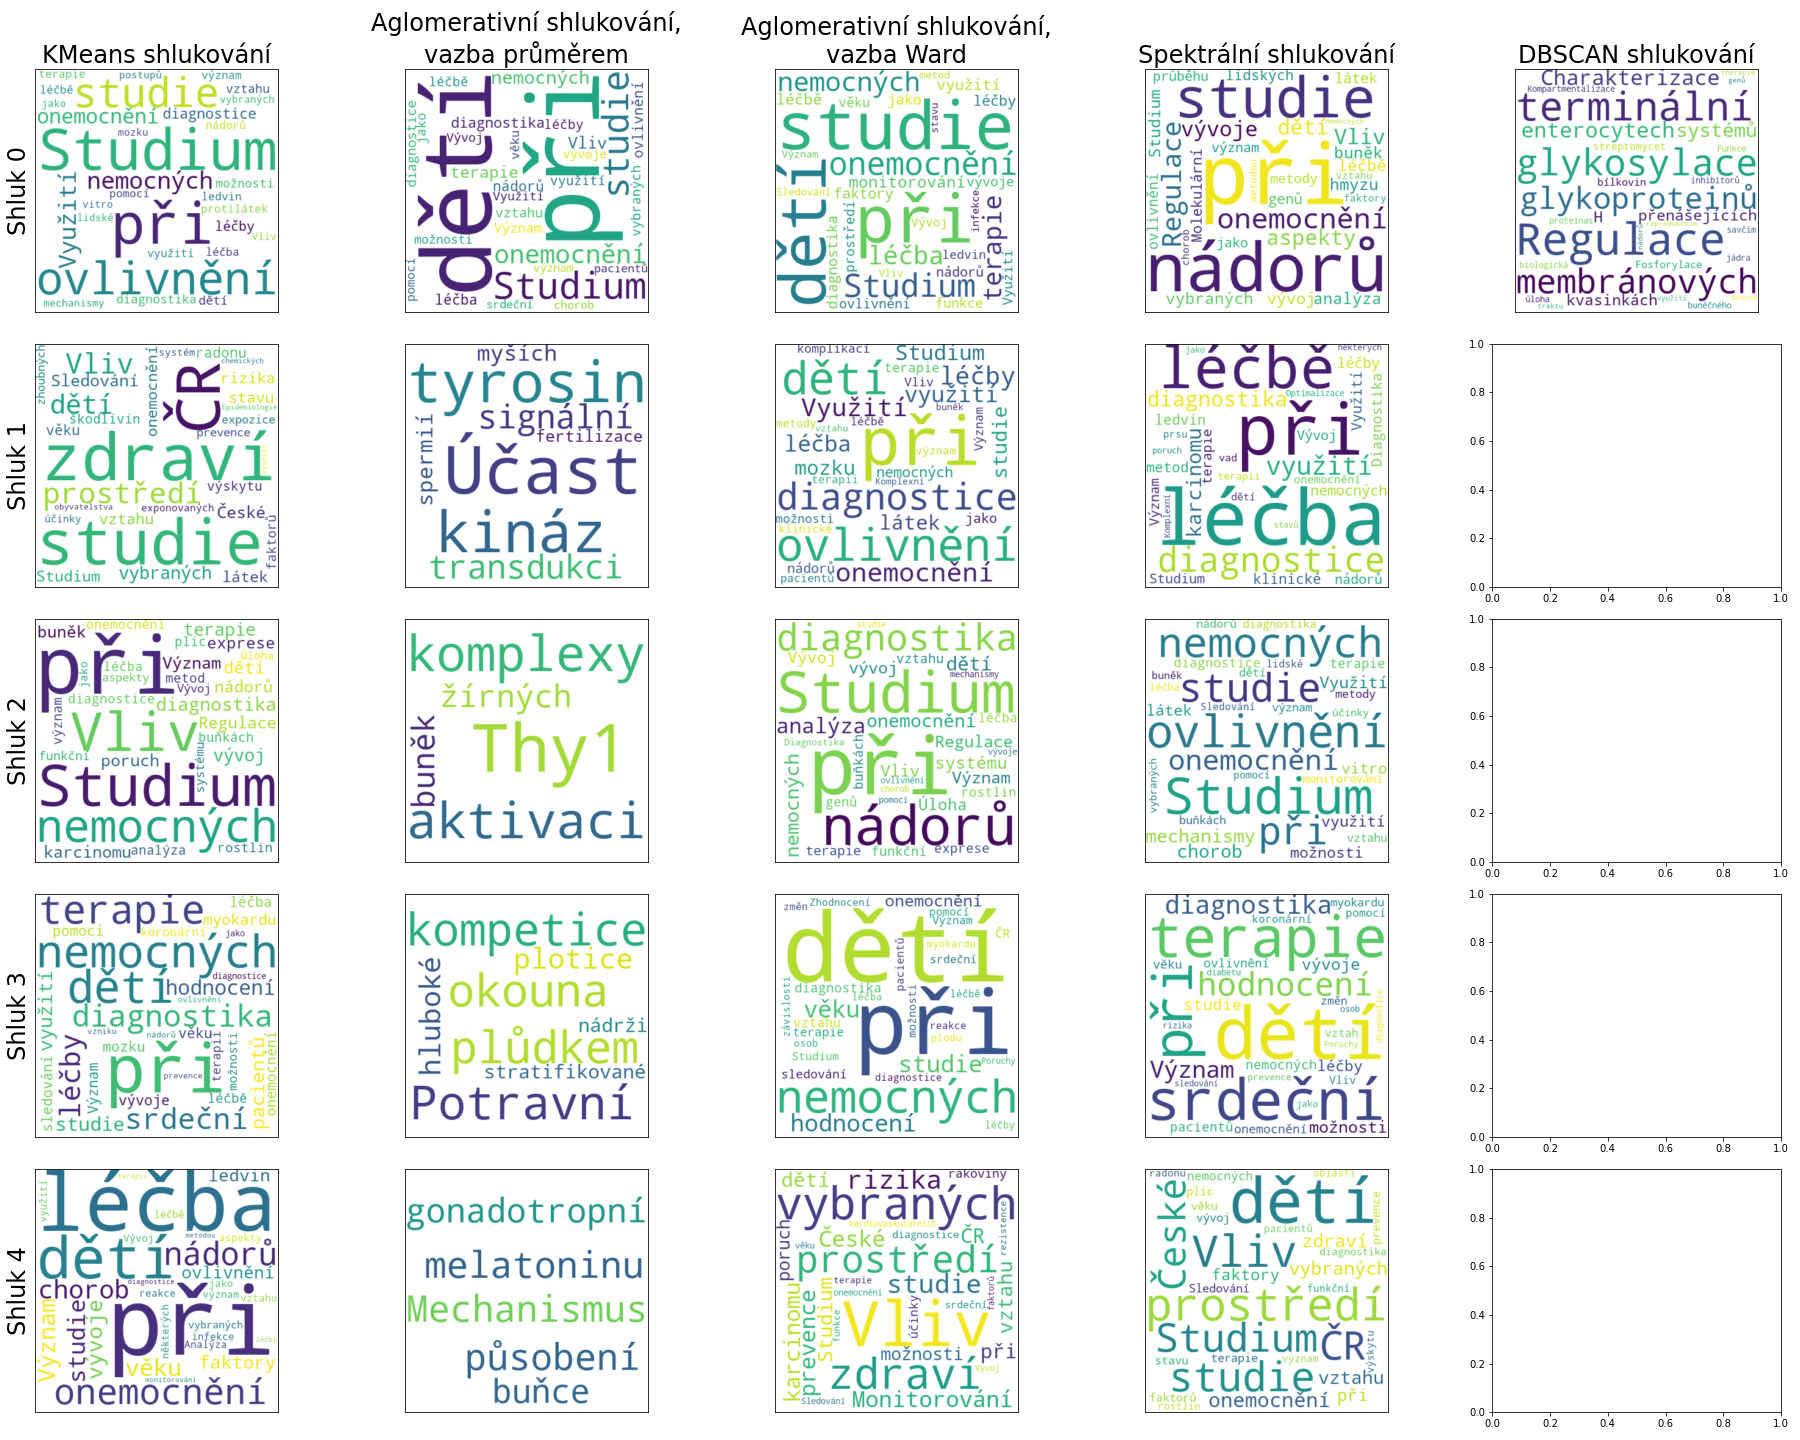 KMeans shlukování
Aglomerativní shlukování,
vazba průměrem
Aglomerativní shlukování,
vazba Ward
Spektrální shlukování
DBSCAN shlukování
Shluk 0
terapie postupů význam
léčbě studie vztahu
jako vybraných
onemocnění diagnostice
mozku nádorů
Studium
Využití nemocných možnosti
pomocí ledvin
vitro protilátek
lidské při léčby
Vliv
využití léčba
ovlivnění
mechanismy diagnostika dětí
léčbě nemocných
diagnostice jako dětí při studie ovlivnění
diagnostika léčby
Vývoj věku Vliv
vývoje
terapie
nádorů využití vybraných
Využití
vztahu
Význam
možnosti
onemocnění
pomocí význam pacientů
Studium
léčba srdeční chorob
nemocných metod využití
léčbě věku jako stavu léčby
studie
Význam onemocnění
dětí monitorování vývoje
Sledování faktory
prostředí při Vývoj infekce terapie
diagnostika léčba ledvin
Vliv nádorů Využití
Studium
ovlivnění funkce
průběhu lidských látek
Studium studie
vývoje dětí nemocných
Vliv
význam buněk
Regulace Molekulární při metodou léčbě
metody vztahu
genů hmyzu
faktory
ovlivnění onemocnění
chorob jako aspekty
nádorů
vybraných vývoj analýza
Charakterizace terapie
genů
Kompartmentalizace
terminální
enterocytech systémů
streptomycet Funkce
glykosylace
bílkovin inhibitorů
glykoproteinů
proteinas H přenášejících
savčím
Regulace
nádorů jádra
biologická Fosforylace
membránových
úloha kvasinkách využití buněčného
traktu
Shluk 1
zhoubných Vliv onemocnění systém radonu
chemických
Sledování ČR rizika
dětí stavu
Epidemiologie
škodlivin expozice
věku prevence
zdraví
prostředí výskytu
obyvatelstva exponovaných
účinky vztahu České
studie faktorů
Studium vybraných látek
myších
tyrosin
signální
spermií fertilizace
Účast
kináz
transdukci
komplikací Studium
dětí terapie
Vliv léčby
Využití využití
metody vztahu léčbě buněk
léčba při Význam studie
význam
mozku nemocných
terapii Komplexní
diagnostice
možnosti látek jako
klinické
ovlivnění
nádorů
pacientů onemocnění
jako léčbě některých
léčby
diagnostika Optimalizace Využití
ledvin při Diagnostika
prsu Vývoj
poruch vad
metod karcinomu terapie využití
terapii onemocnění
Význam dětí nemocných
Komplexní léčba
stavů
diagnostice
Studium klinické nádorů
1.0
0.8
0.6
0.4
0.2
0.0
0.0 0.2 0.4 0.6 0.8 1.0
Shluk 2
buněk onemocnění terapie
plic exprese
při Úloha
jako léčba Význam dětí
aspekty metod
Vývoj nádorů
diagnostice diagnostika
význam Vliv Regulace
buňkách
funkční poruch systému vývoj
Studium
nemocných
karcinomu analýza rostlin
komplexy
žírných
buněk Thy1
aktivaci
studie
diagnostika
Vývoj vývoj vztahu dětí
mechanismy
Studium
analýza onemocnění léčba
Diagnostika buňkách Regulace
vývoje
při Vliv systému
ovlivnění Význam
chorob
nemocných pomocí rostlin
genů Úloha
nádorů
terapie funkční exprese
nádorů diagnostika
nemocných
diagnostice lidské terapie
buněk dětí
léčba studie Využití
metody
látek Sledování význam účinky
ovlivnění
onemocnění
vybraných pomocí vitro
monitorování
Studium
buňkách při využití
mechanismy vztahu
chorob možnosti
1.0
0.8
0.6
0.4
0.2
0.0
0.0 0.2 0.4 0.6 0.8 1.0
Shluk 3
terapie léčba
myokardu
pomocí koronární jako
nemocných
dětí diagnostice
hodnocení
ovlivnění
využití diagnostika
vzniku nádorů věku
mozku při terapii možnosti pacientů onemocnění
sledování léčby Význam prevence
vývoje léčbě
studie srdeční
kompetice
plotice
hluboké okouna
nádrži
plůdkem
stratifikované
Potravní
změn Zhodnocení onemocnění
pomocí
Význam
dětí ČR
pacientů myokardu
srdeční
diagnostika
závislosti léčba možnosti léčbě
věku
vztahu při reakce
terapie plodu
osob
Studium studie Poruchy
sledování diagnostice
nemocných
hodnocení léčby
diagnostika myokardu
koronární pomocí
terapie
věku ovlivnění vývoje
diabetu
při hodnocení
studie změn
osob diagnostice
rizika dětí vztah
Poruchy
Význam nemocných léčby
sledování prevence Vliv
srdeční
jako
pacientů onemocnění možnosti
1.0
0.8
0.6
0.4
0.2
0.0
0.0 0.2 0.4 0.6 0.8 1.0
Shluk 4
terapii ledvin
využití léčba
léčbě
Vývoj metodou aspekty
dětí nádorů
ovlivnění
chorob diagnostice jako
reakce význam vztahu
Význam studie vývoje při
některých vybraných
infekce
Analýza léčby
věku faktory
monitorování
onemocnění
gonadotropní
melatoninu
Mechanismus
působení
buňce
dětí rizika rakoviny
vybraných
kardiovaskulárních
poruch České diagnostice ČR rezistence
věku
prostředí
terapie studie faktorů vztahu
onemocnění
karcinomu prevence Studium funkce Vliv účinky srdeční
možnosti při
zdraví Vývoj
Sledování Monitorování
radonu nemocných oblasti
České plic
věku dětí prevence
vývoj
pacientů
Vliv zdraví
diagnostika
faktory vybraných
Sledování funkční
prostředí
Studium ČR výskytu
stavu terapie význam
studie vztahu
faktorů
rostlin onemocnění při
1.0
0.8
0.6
0.4
0.2
0.0
0.0 0.2 0.4 0.6 0.8 1.0